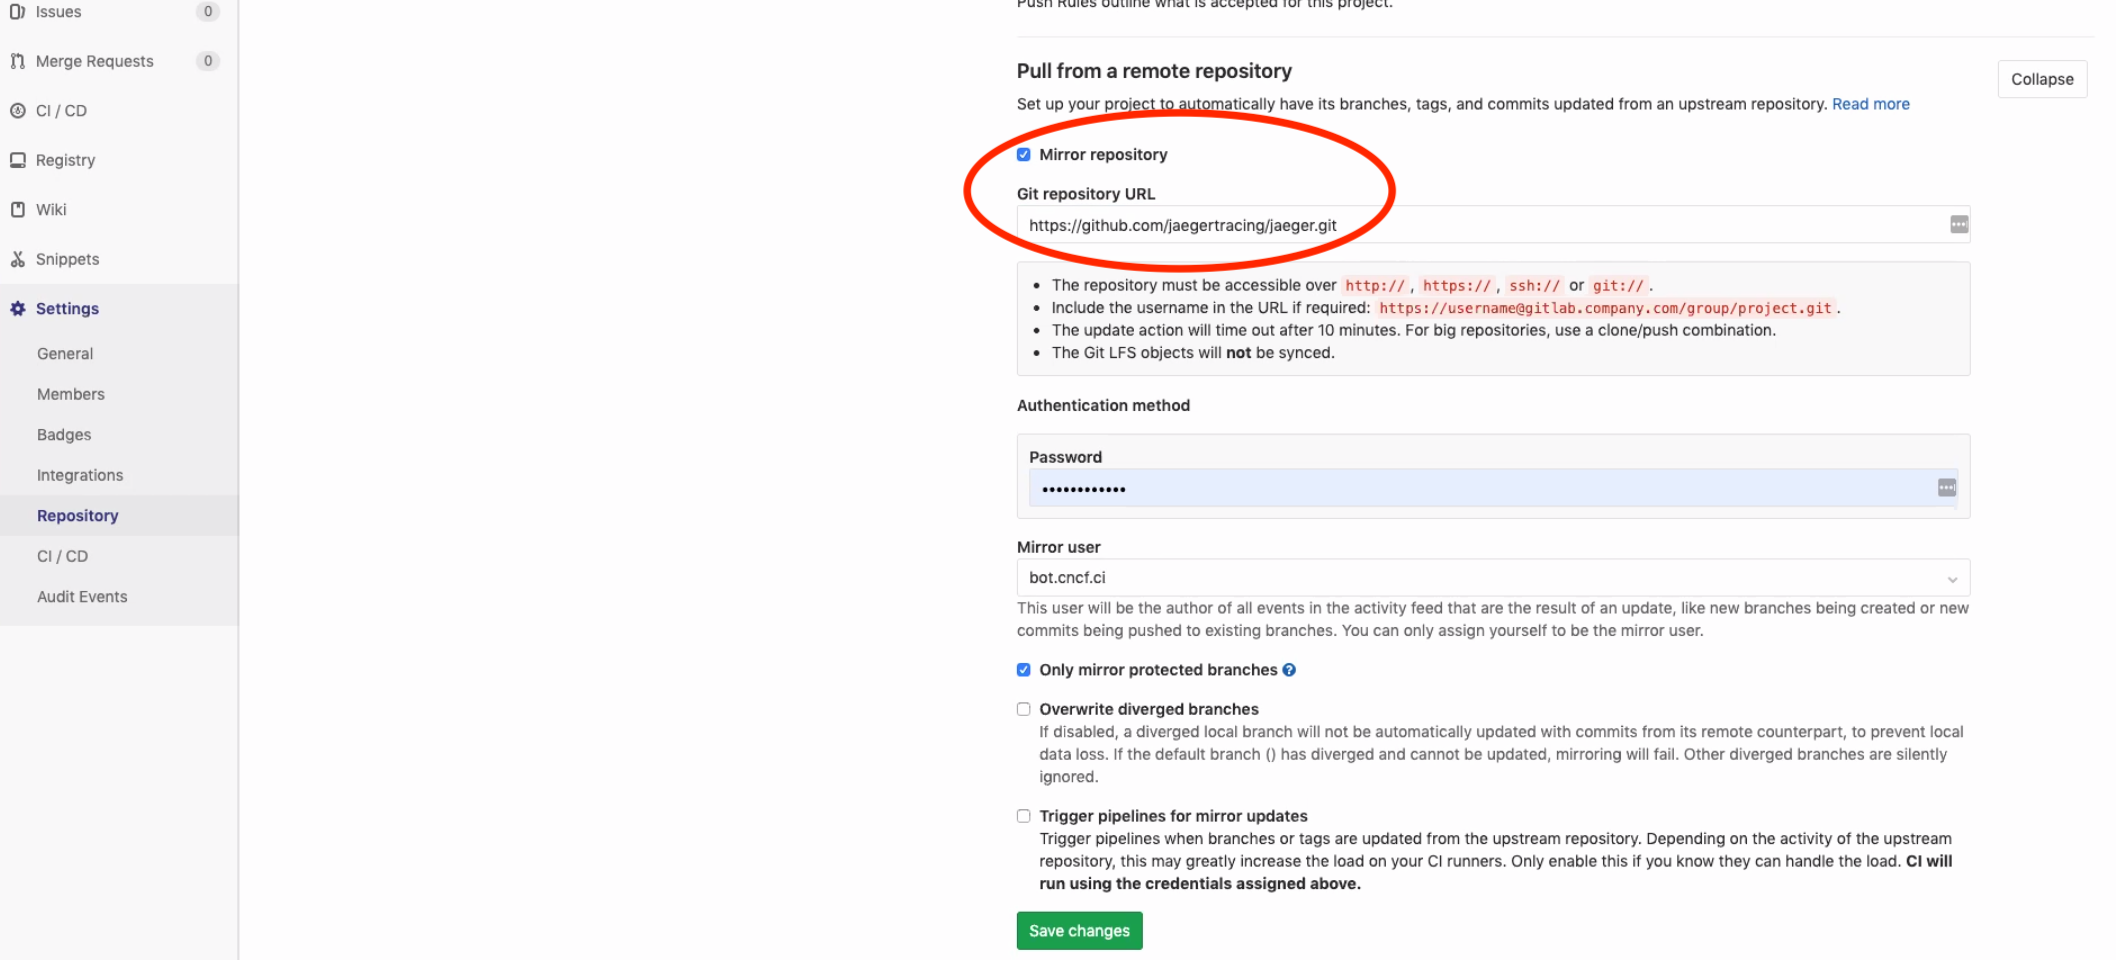 Issues 0
Merge Requests 0
CI / CD
Registry
Wiki
Snippets
Settings
General
Members
Badges
Integrations
Repository
CI / CD
Audit Events
Push Rules outline what is accepted for this project.
Pull from a remote repository
Collapse
Set up your project to automatically have its branches, tags, and commits updated from an upstream repository. Read more
Mirror repository
Git repository URL
https://github.com/jaegertracing/jaeger.git
• The repository must be accessible over http://, https://, ssh:// or git://.
• Include the username in the URL if required: https://username@gitlab.company.com/group/project.git.
• The update action will time out after 10 minutes. For big repositories, use a clone/push combination.
• The Git LFS objects will not be synced.
Authentication method
Password
••••••••••••
Mirror user
bot.cncf.ci
This user will be the author of all events in the activity feed that are the result of an update, like new branches being created or new
commits being pushed to existing branches. You can only assign yourself to be the mirror user.
Only mirror protected branches
Overwrite diverged branches
If disabled, a diverged local branch will not be automatically updated with commits from its remote counterpart, to prevent local
data loss. If the default branch () has diverged and cannot be updated, mirroring will fail. Other diverged branches are silently
ignored.
Trigger pipelines for mirror updates
Trigger pipelines when branches or tags are updated from the upstream repository. Depending on the activity of the upstream
repository, this may greatly increase the load on your CI runners. Only enable this if you know they can handle the load. CI will
run using the credentials assigned above.
Save changes